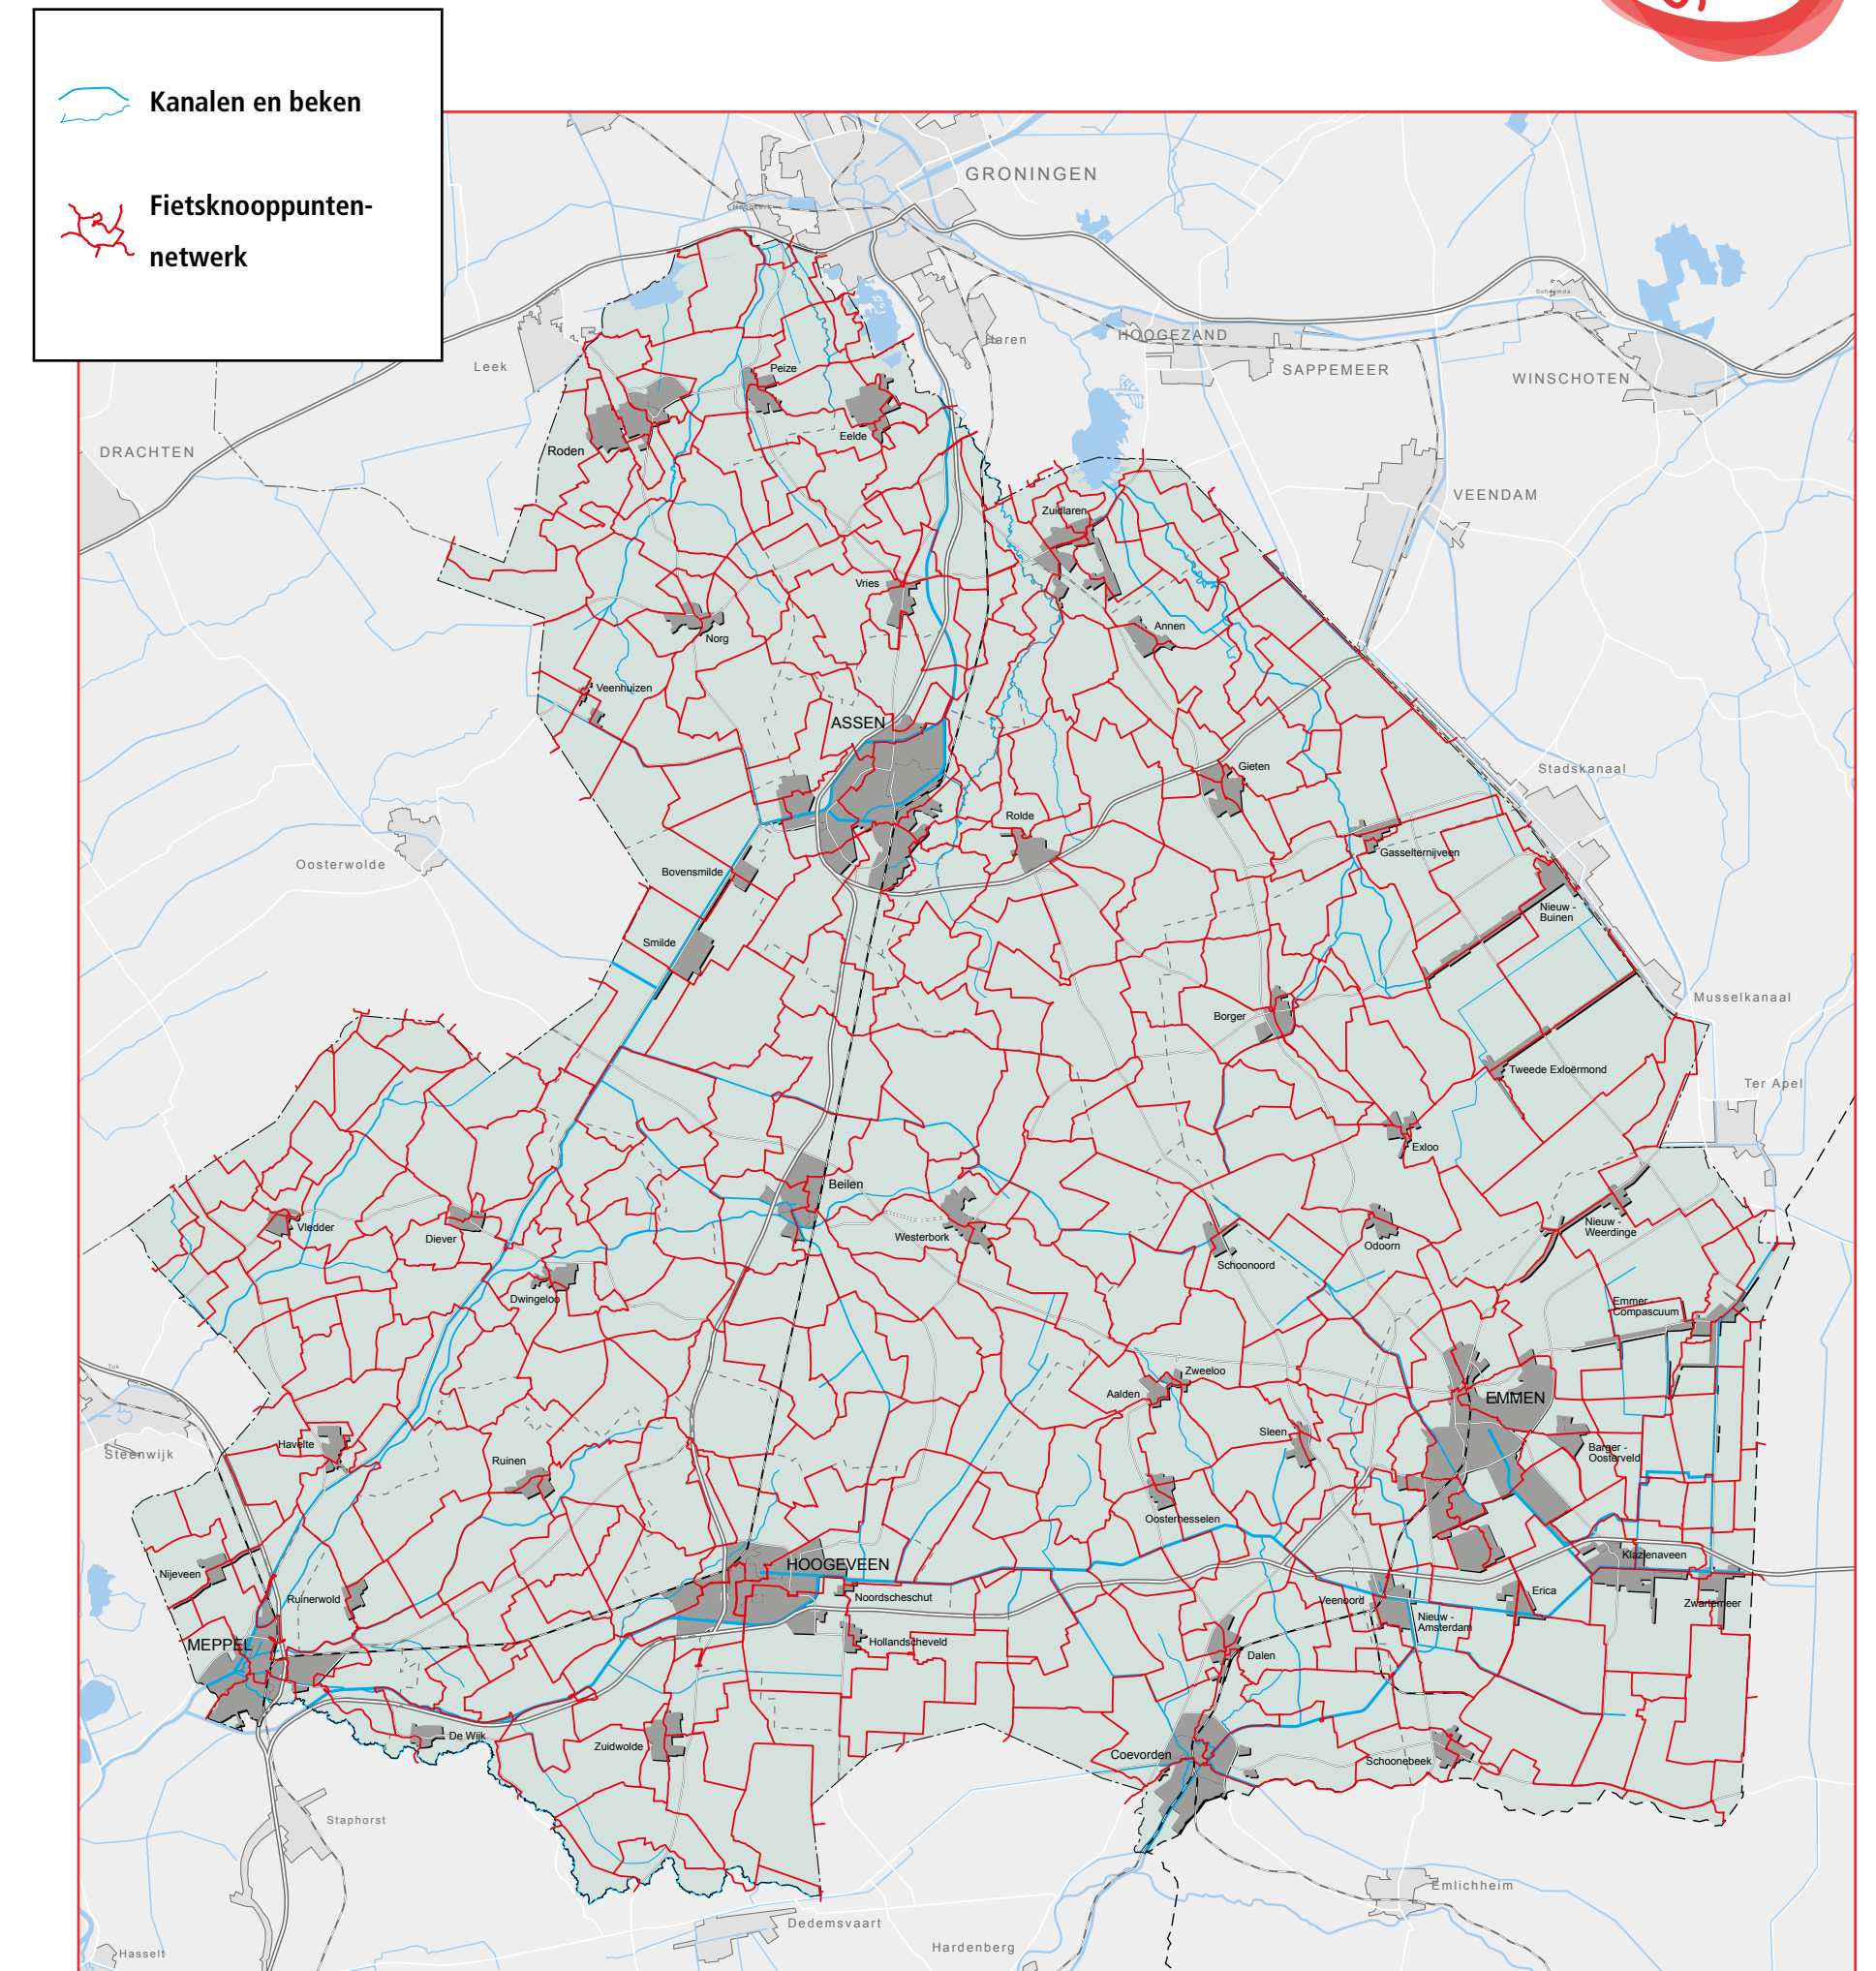 Kanalen en beken
Fietsknooppunten-
netwerk
GRONINGEN
Hoogkerk
Scheemda
HOOGEZAND
Haren
Leek
Peize
SAPPEMEER
WINSCHOTEN
Eelde
Roden
DRACHTEN
VEENDAM
Zuidlaren
Vries
Annen
Norg
Veenhuizen
ASSEN
Gieten
Stadskanaal
Rolde
Gasselternijveen
Oosterwolde
Bovensmilde
Nieuw -
Buinen
Smilde
Musselkanaal
Borger
Tweede Exloërmond
Ter Apel
Exloo
Beilen
Vledder
Diever
Westerbork
Nieuw -
Weerdinge
Odoorn
Schoonoord
Dwingeloo
Emmer -
Compascuum
Tuk
Zweeloo
Aalden
EMMEN
Sleen
Havelte
Steenwijk
Barger -
Oosterveld
Ruinen
Oosterhesselen
HOOGEVEEN
Klazienaveen
Nijeveen
Erica
Noordscheschut
Ruinerwold
Veenoord
Zwartemeer
Nieuw -
Amsterdam
MEPPEL
Hollandscheveld
Dalen
De Wijk
Zuidwolde
Coevorden
Schoonebeek
Staphorst
Emlichheim
Dedemsvaart
Hardenberg
Hasselt